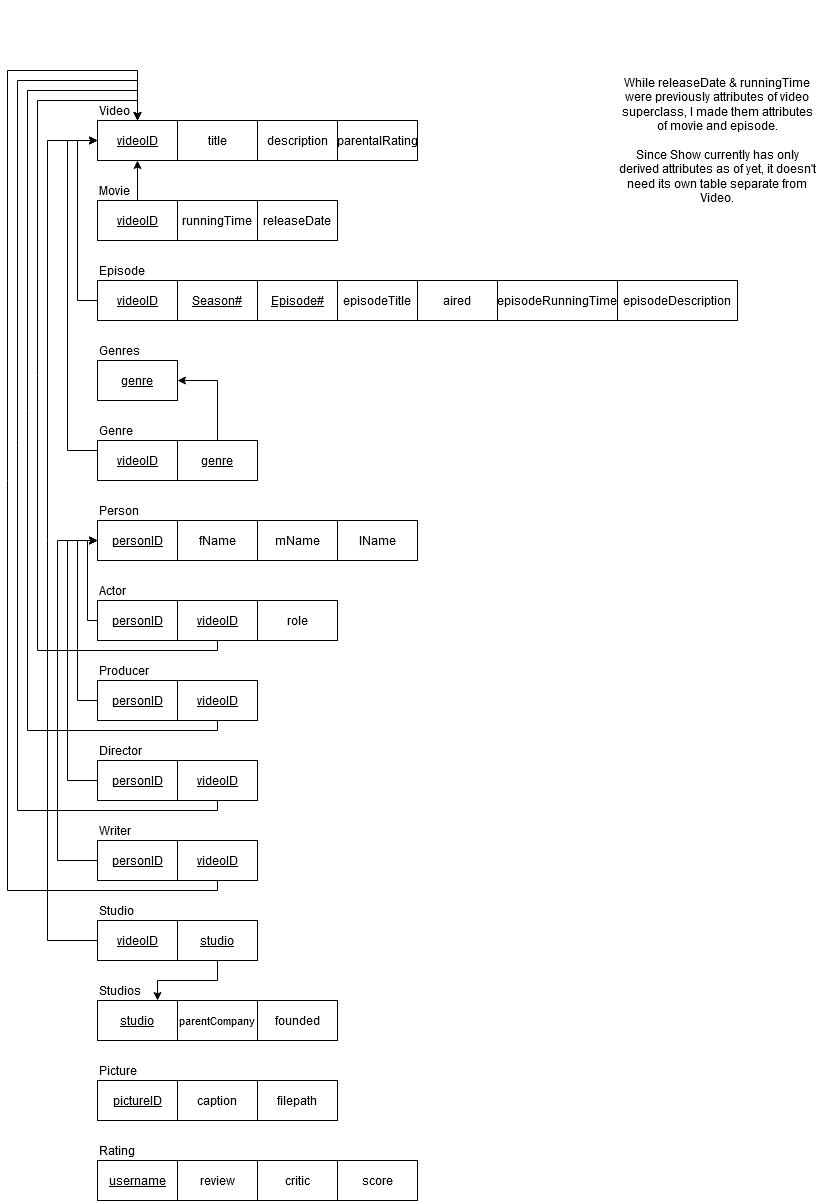 While releaseDate & runningTime
were previously attributes of video
superclass, I made them attributes
of movie and episode.
Since Show currently has only
derived attributes as of yet, it doesn't
need its own table separate from
Video.
Video
videoID title description parentalRating
Movie
videoID runningTime releaseDate
Episode
videoID Season# Episode# episodeTitle aired episodeRunningTime episodeDescription
Genres
genre
Genre
videoID genre
Person
personID fName mName lName
Actor
personID videoID role
Producer
personID videoID
Director
personID videoID
Writer
personID videoID
Studio
videoID studio
Studios
studio parentCompany founded
Picture
pictureID caption filepath
Rating
username review critic score